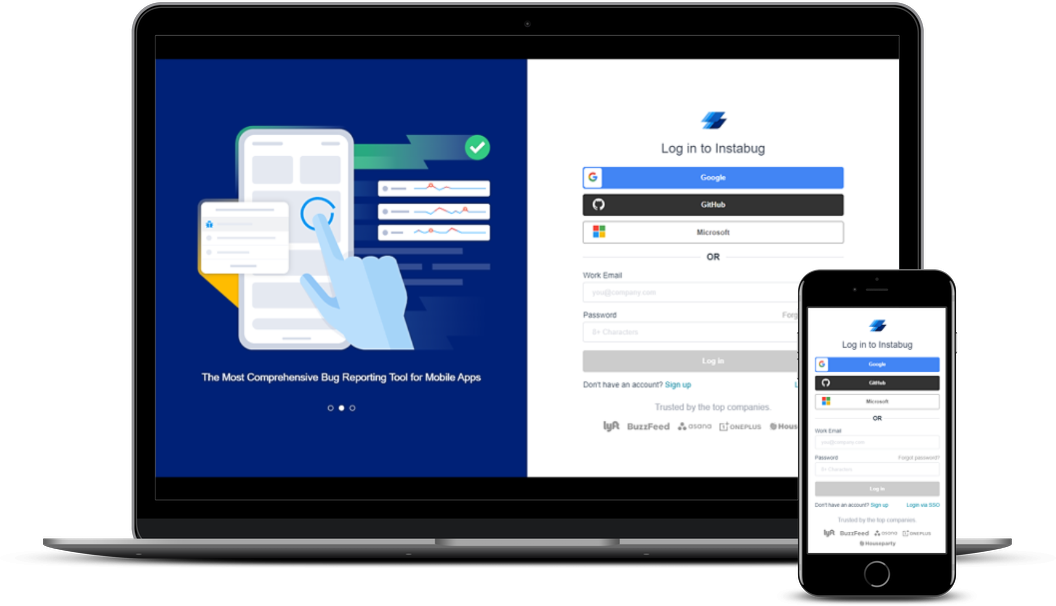 Log in to Instabug
Google
GitHub
Microsoft
OR
Work Email
you@company.com
Password Forg
8+ Characters
Log in
Don't have an account? Sign up L
Trusted by the top companies.
lyft BuzzFeed asana ONEPLUS Hous
The Most Comprehensive Bug Reporting Tool for Mobile Apps
Log in to Instabug
Google
GitHub
Microsoft
OR
Work Email
you@company.com
Password Forgot password?
8+ Characters
Log in
Don't have an account? Sign up Login via SSO
Trusted by the top companies.
lyft BuzzFeed asana ONEPLUS
Houseparty